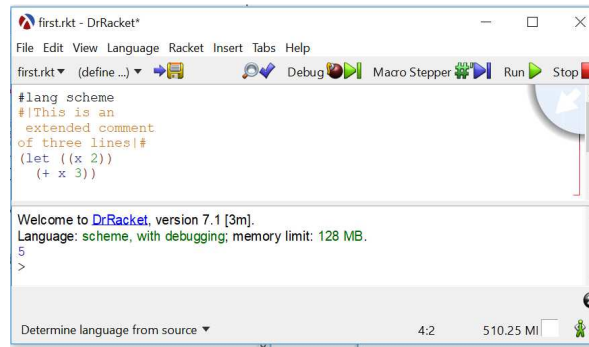 first.rkt - DrRacket*
File Edit View Language Racket Insert Tabs Help
first.rkt (define ...) Debug Macro Stepper Run Stop
#lang scheme
#|This is an
extended comment
of three lines|#
(let ((x 2))
(+ x 3))
Welcome to DrRacket, version 7.1 [3m].
Language: scheme, with debugging; memory limit: 128 MB.
5
>
Determine language from source 4:2 510.25 MI